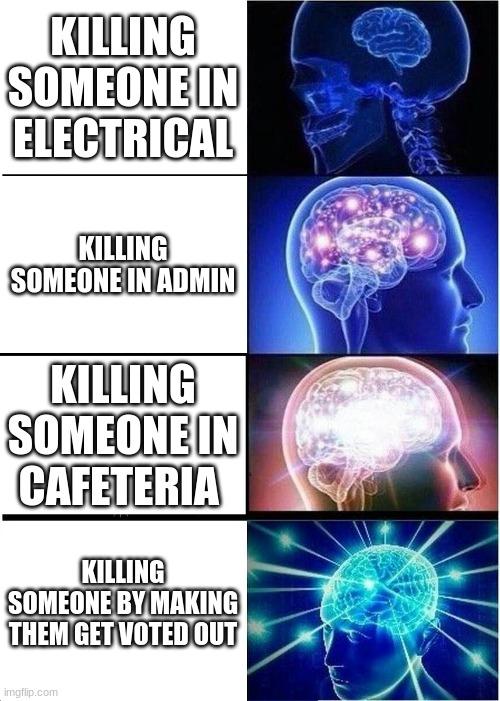 KILLING
SOMEONE IN
ELECTRICAL
KILLING
SOMEONE IN ADMIN
KILLING
SOMEONE IN
CAFETERIA
KILLING
SOMEONE BY MAKING
THEM GET VOTED OUT
imgflip.com